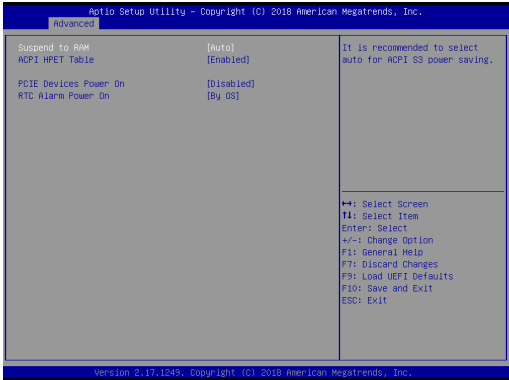 Aptio Setup Utility – Copyright (C) 2018 American Megatrends, Inc.
Advanced
Suspend to RAM [Auto]
ACPI HPET Table [Enabled]
PCIE Devices Power On [Disabled]
RTC Alarm Power On [By OS]
It is recommended to select
auto for ACPI S3 power saving.
↔: Select Screen
↑↓: Select Item
Enter: Select
+/-: Change Option
F1: General Help
F7: Discard Changes
F9: Load UEFI Defaults
F10: Save and Exit
ESC: Exit
Version 2.17.1249. Copyright (C) 2018 American Megatrends, Inc.